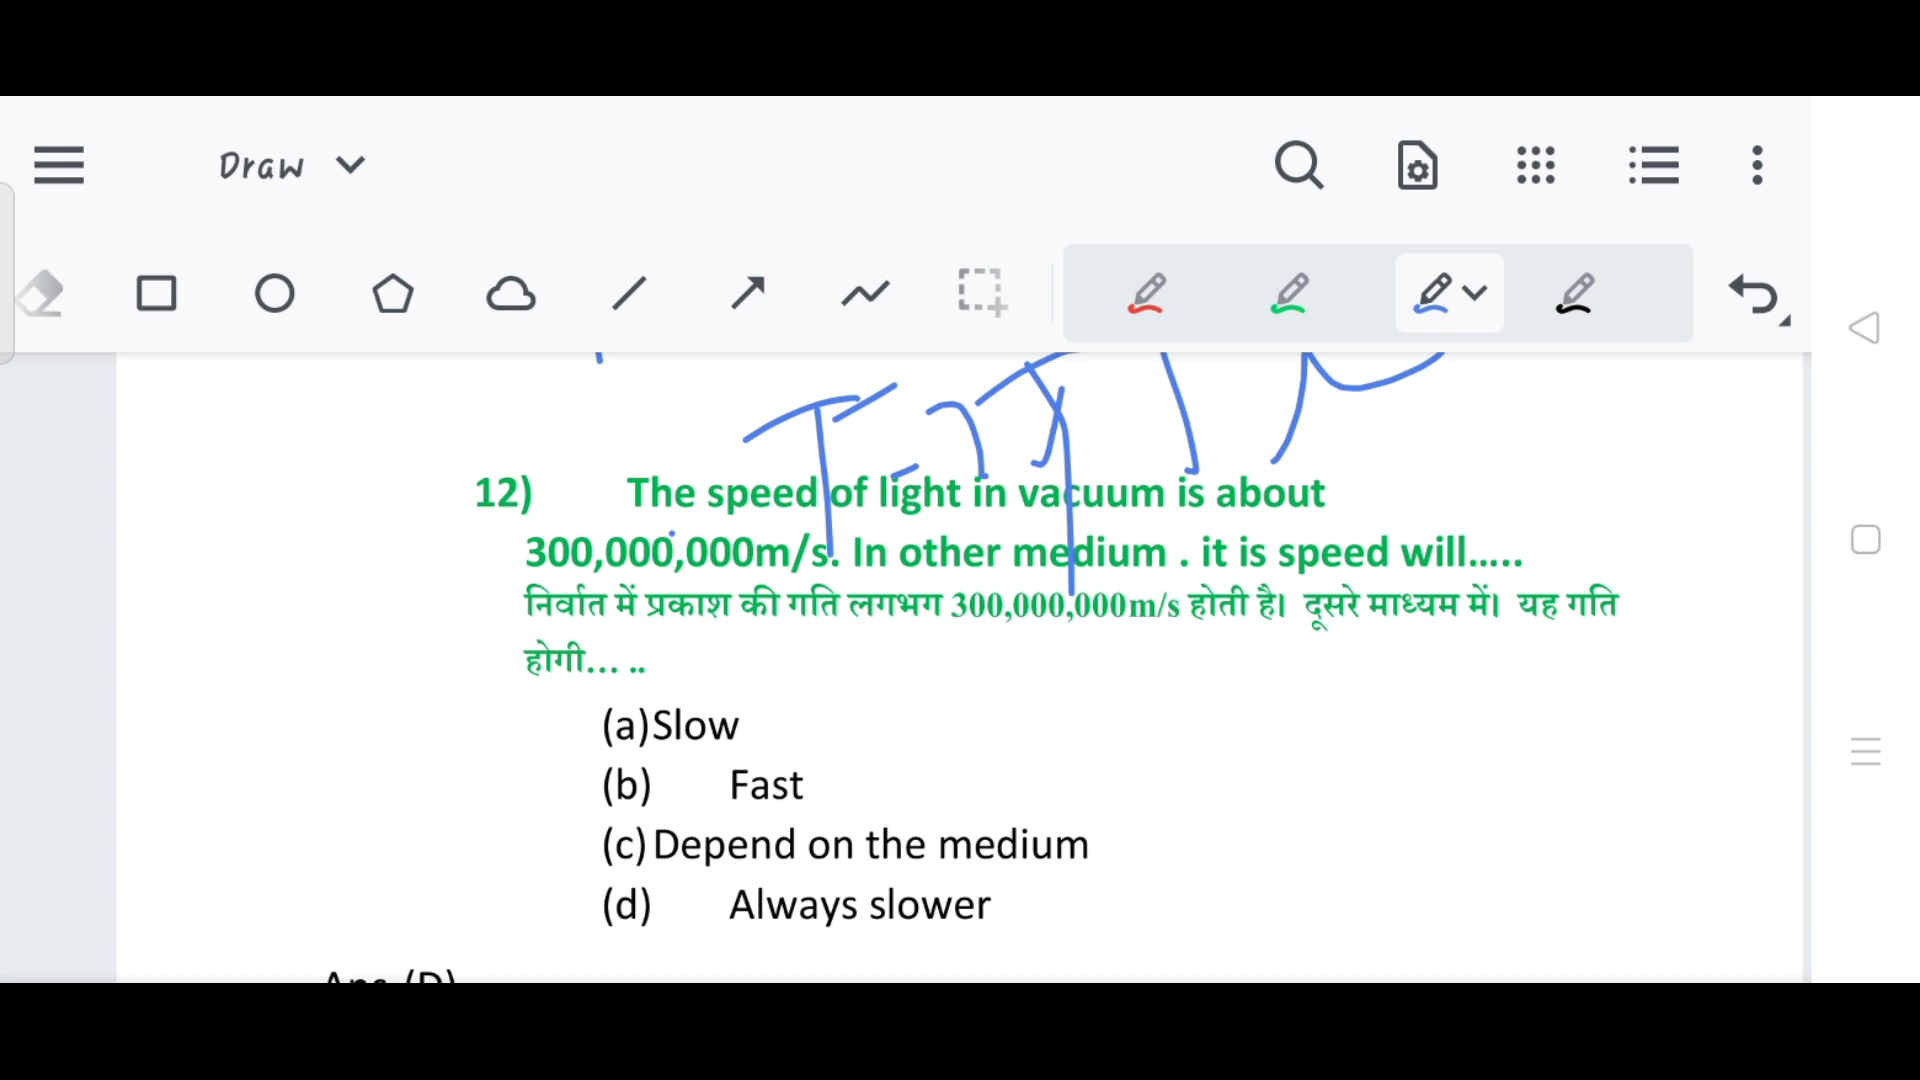 Draw
12) The speed of light in vacuum is about
300,000,000m/s. In other medium . it is speed will.....
निर्वात में प्रकाश की गति लगभग 300,000,000m/s होती है। दूसरे माध्यम में। यह गति
होगी... ..
(a)Slow
(b) Fast
(c)Depend on the medium
(d) Always slower
Ans (D)